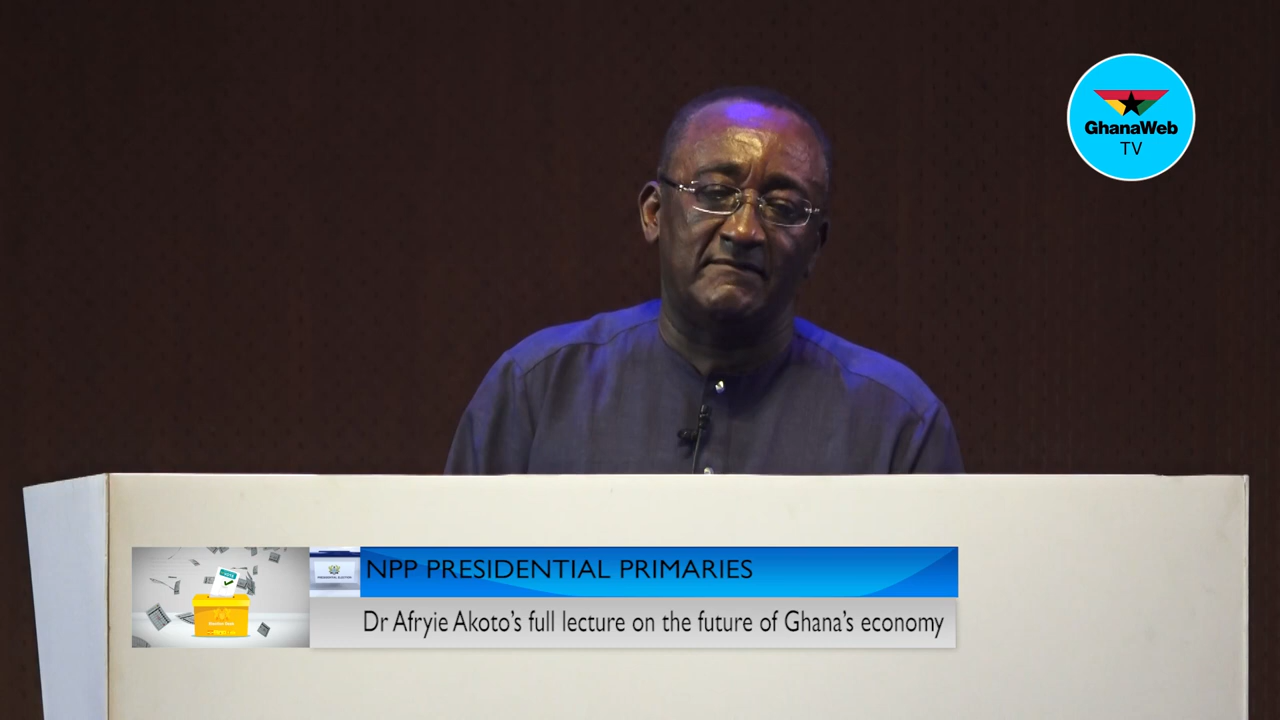 GhanaWeb
TV
NPP PRESIDENTIAL PRIMARIES
Dr Afryie Akoto's full lecture on the future of Ghana's economy